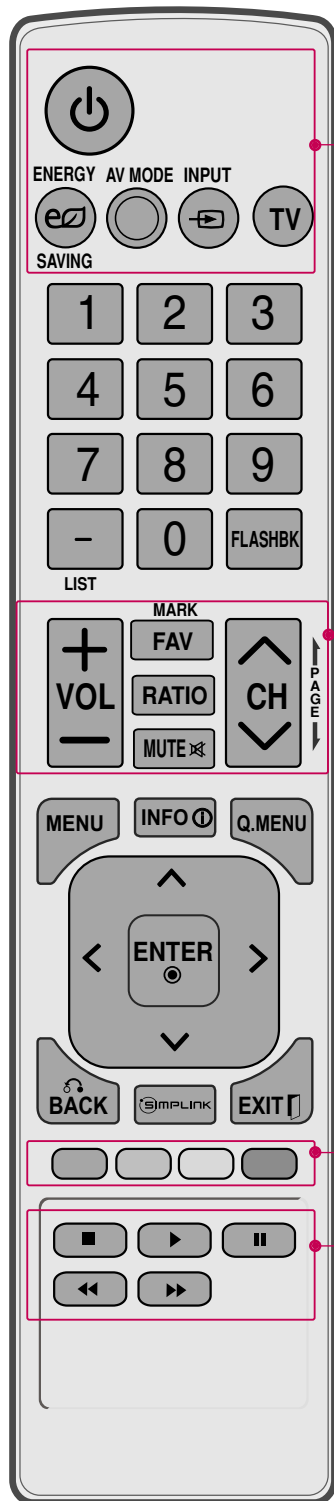 ENERGY AV MODE INPUT
TV
SAVING
1 2 3
4 5 6
7 8 9
- 0 FLASHBK
LIST
MARK
FAV
VOL RATIO CH PAGE
MUTE
MENU INFO Q.MENU
ENTER
BACK SIMPLINK EXIT